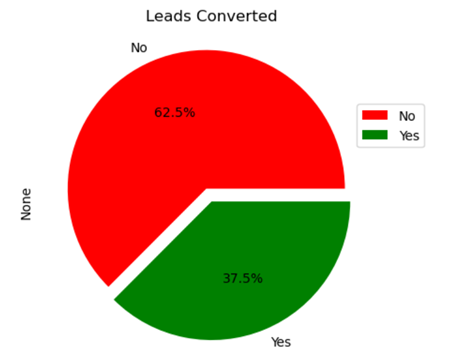 Leads Converted
No
62.5%
No
Yes
None
37.5%
Yes